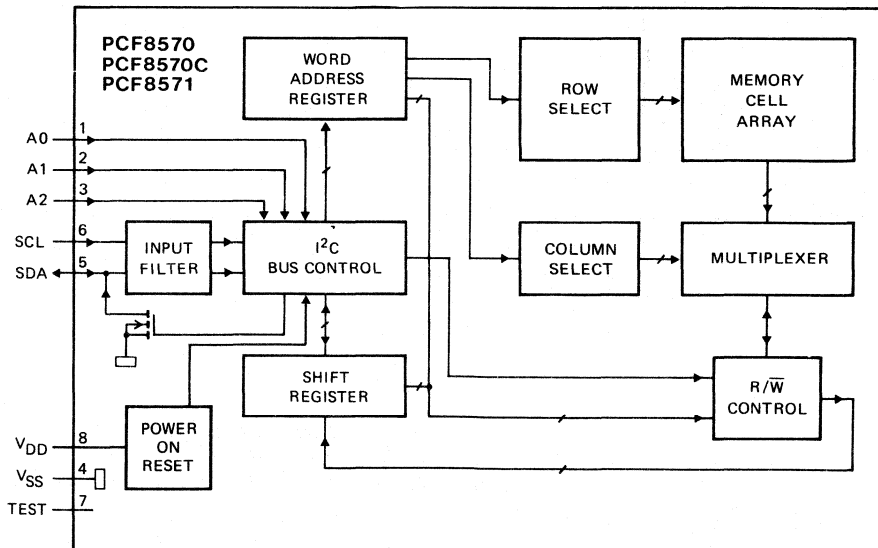 PCF8570
PCF8570C
PCF8571
WORD
ADDRESS
REGISTER
ROW
SELECT
MEMORY
CELL
ARRAY
A0 1
A1 2
A2 3
SCL 6
SDA 5
INPUT
FILTER
I²C
BUS CONTROL
COLUMN
SELECT
MULTIPLEXER
SHIFT
REGISTER
R/W̅
CONTROL
POWER
ON
RESET
V_DD 8
V_SS 4
TEST 7